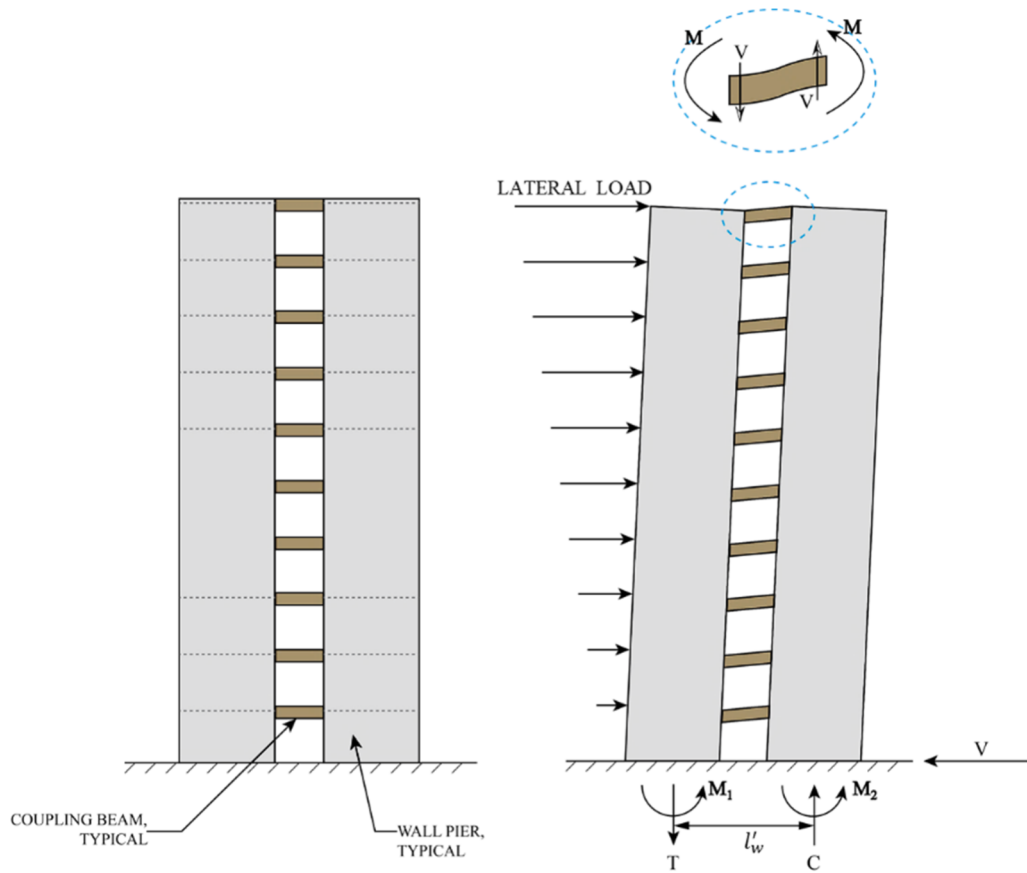 M
M
V
V
LATERAL LOAD
V
COUPLING BEAM,
TYPICAL
WALL PIER,
TYPICAL
M₁
M₂
l′w
T
C